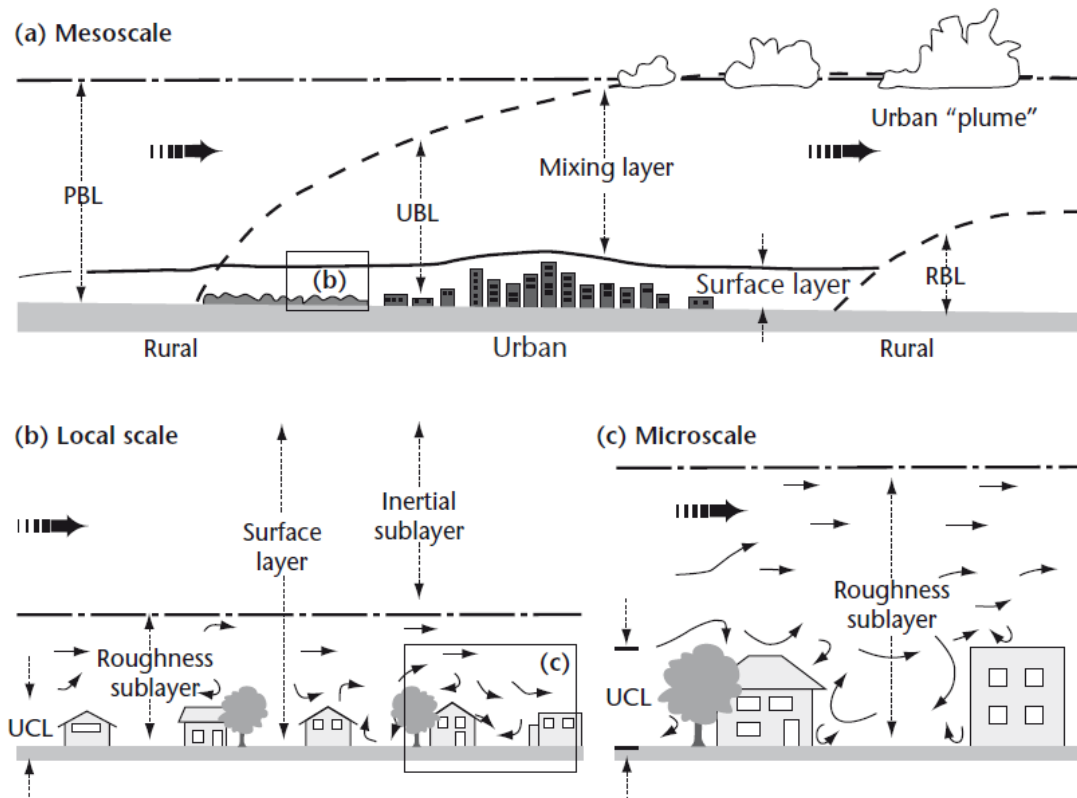 (a) Mesoscale
Urban “plume”
Mixing layer
PBL
UBL
(b)
Surface layer
RBL
Rural
Urban
Rural
(b) Local scale
Inertial
sublayer
Surface
layer
Roughness
sublayer
(c)
UCL
(c) Microscale
Roughness
sublayer
UCL